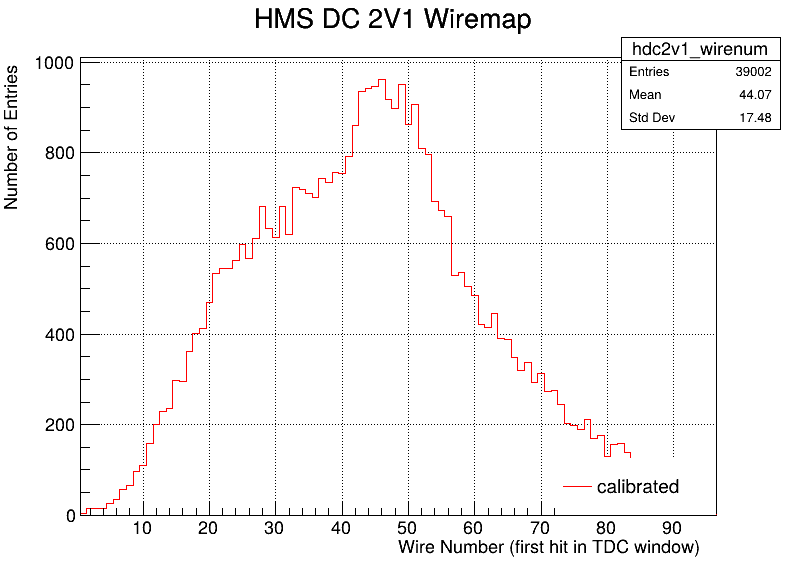 HMS DC 2V1 Wiremap
hdc2v1_wirenum
Entries 39002
Mean 44.07
Std Dev 17.48
Number of Entries
1000
800
600
400
200
0
calibrated
10 20 30 40 50 60 70 80 90
Wire Number (first hit in TDC window)